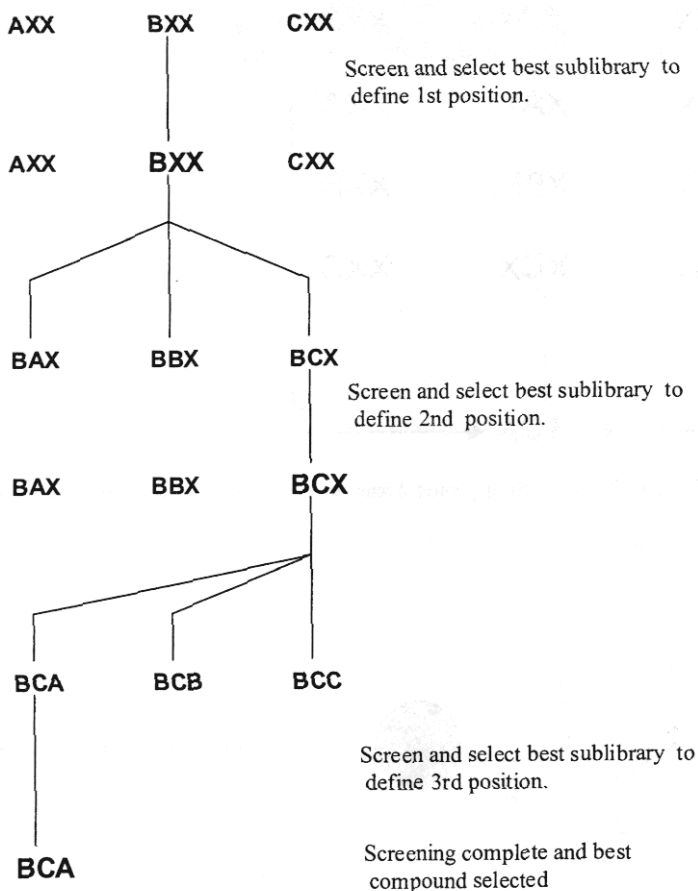 AXX BXX CXX
Screen and select best sublibrary to
define 1st position.
AXX BXX CXX
BAX BBX BCX
Screen and select best sublibrary to
define 2nd position.
BAX BBX BCX
BCA BCB BCC
Screen and select best sublibrary to
define 3rd position.
BCA
Screening complete and best
compound selected